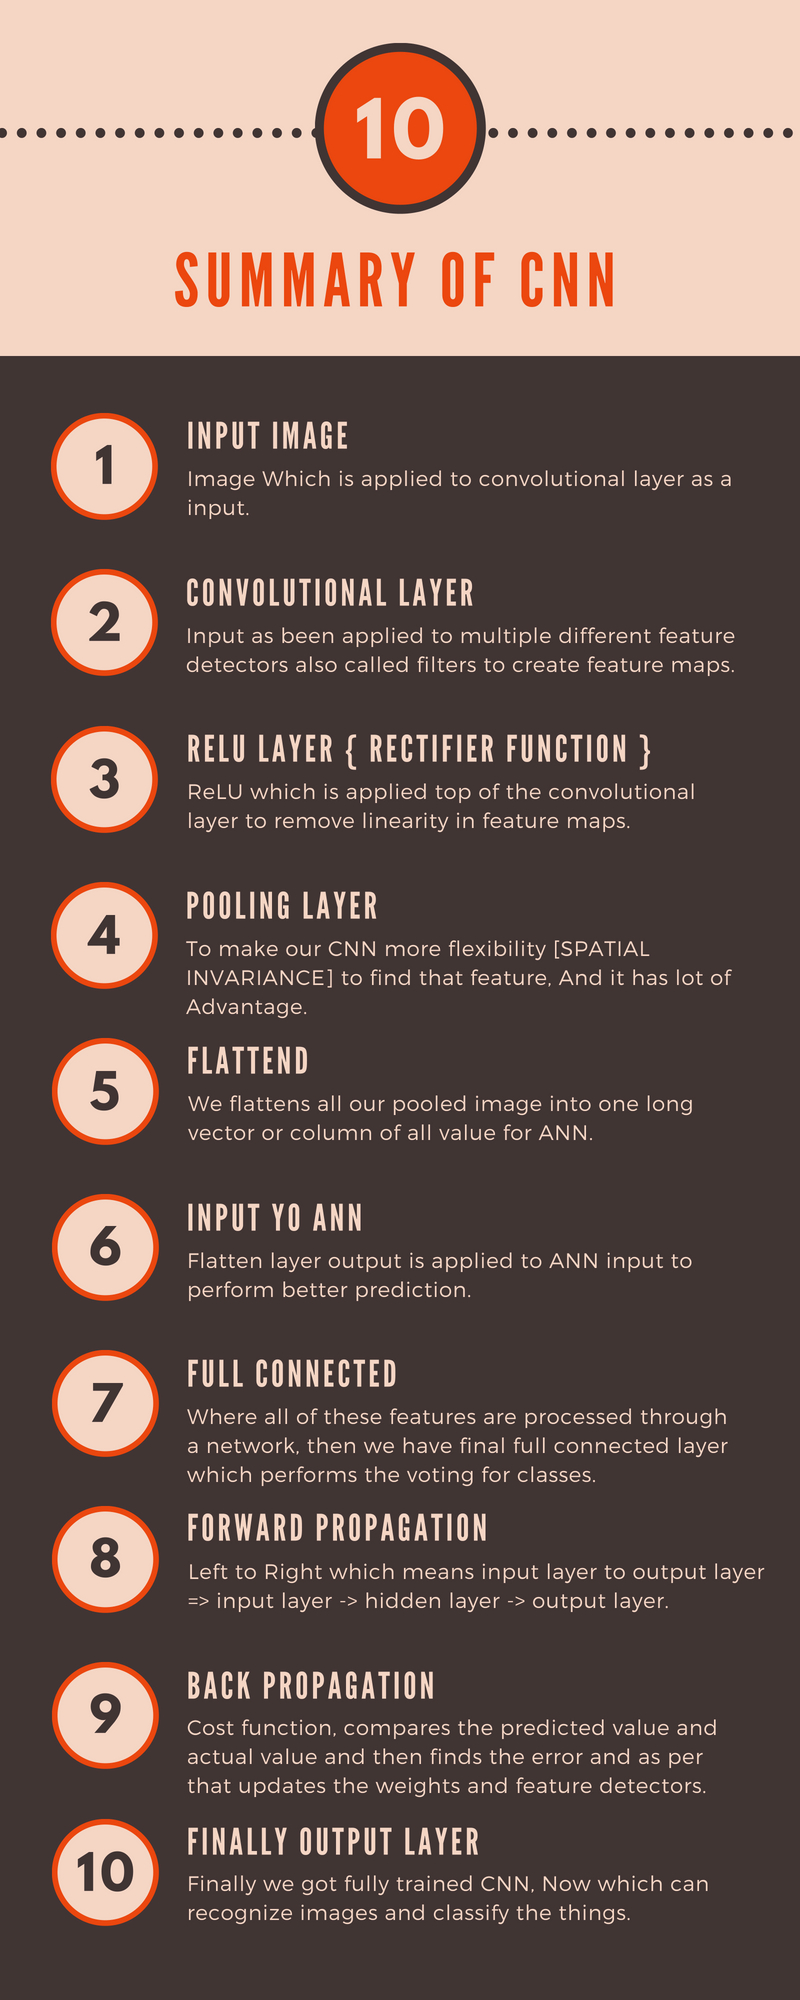 10
SUMMARY OF CNN
1
INPUT IMAGE
Image Which is applied to convolutional layer as a
input.
2
CONVOLUTIONAL LAYER
Input as been applied to multiple different feature
detectors also called filters to create feature maps.
3
RELU LAYER { RECTIFIER FUNCTION }
ReLU which is applied top of the convolutional
layer to remove linearity in feature maps.
4
POOLING LAYER
To make our CNN more flexibility [SPATIAL
INVARIANCE] to find that feature, And it has lot of
Advantage.
5
FLATTEND
We flattens all our pooled image into one long
vector or column of all value for ANN.
6
INPUT YO ANN
Flatten layer output is applied to ANN input to
perform better prediction.
7
FULL CONNECTED
Where all of these features are processed through
a network, then we have final full connected layer
which performs the voting for classes.
8
FORWARD PROPAGATION
Left to Right which means input layer to output layer
=> input layer -> hidden layer -> output layer.
9
BACK PROPAGATION
Cost function, compares the predicted value and
actual value and then finds the error and as per
that updates the weights and feature detectors.
10
FINALLY OUTPUT LAYER
Finally we got fully trained CNN, Now which can
recognize images and classify the things.